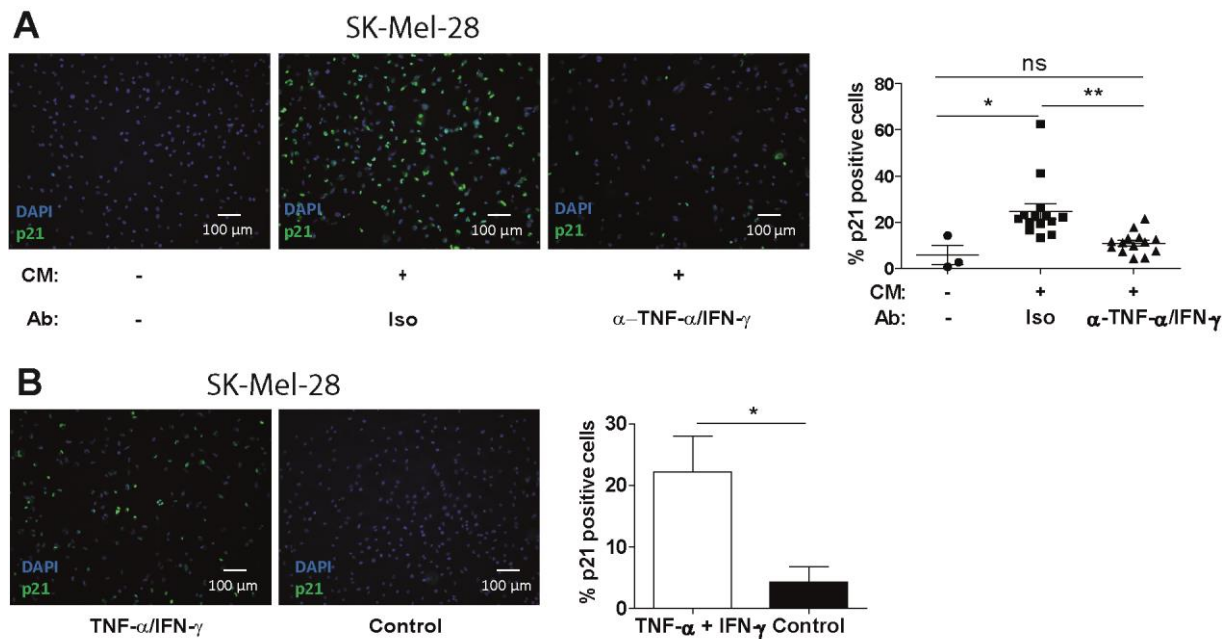 A
SK-Mel-28
DAPI
p21
100 µm
DAPI
p21
100 µm
DAPI
p21
100 µm
CM: - + +
Ab: - Iso α–TNF-α/IFN-γ
% p21 positive cells
80
60
40
20
0
ns
* **
CM: - + +
Ab: - Iso α-TNF-α/IFN-γ
B
SK-Mel-28
DAPI
p21
100 µm
DAPI
p21
100 µm
TNF-α/IFN-γ Control
% p21 positive cells
30
20
10
0
*
TNF-α + IFN-γ Control